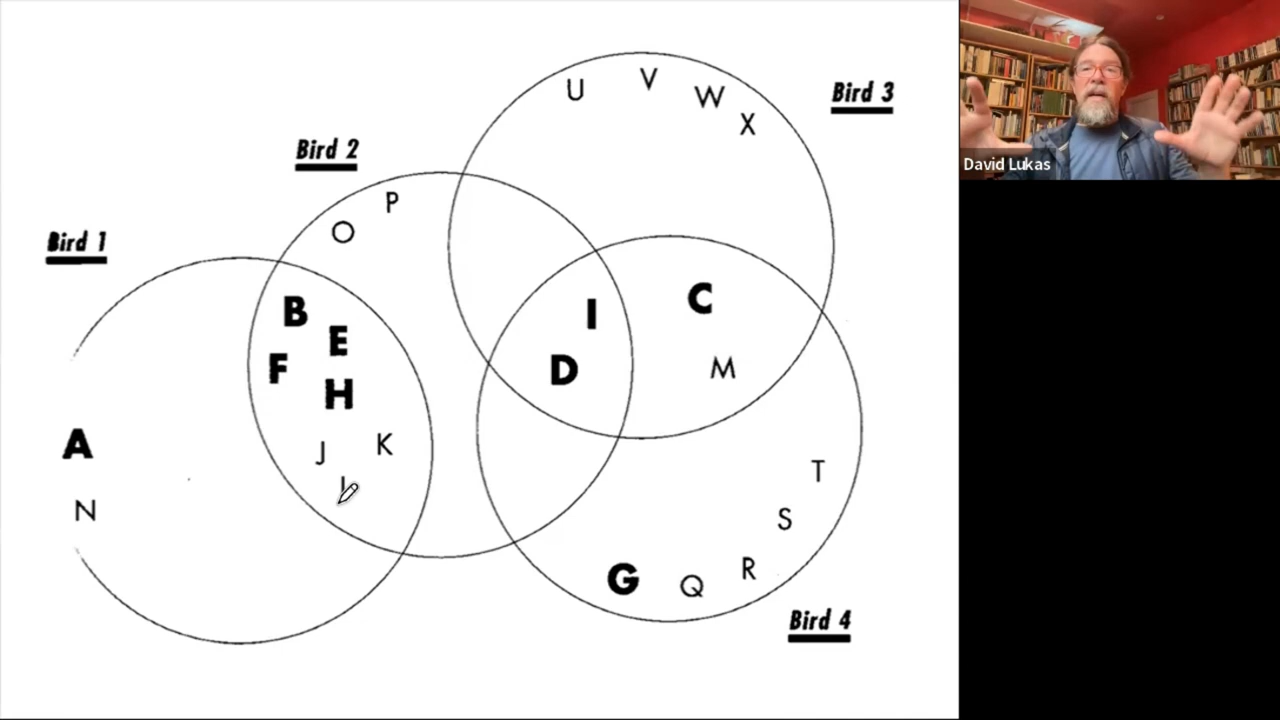 Bird 1
Bird 2
Bird 3
Bird 4
U V W X
P
O
B
E
F
H
J K
A
N
I C
D M
T
S
R
G Q
David Lukas